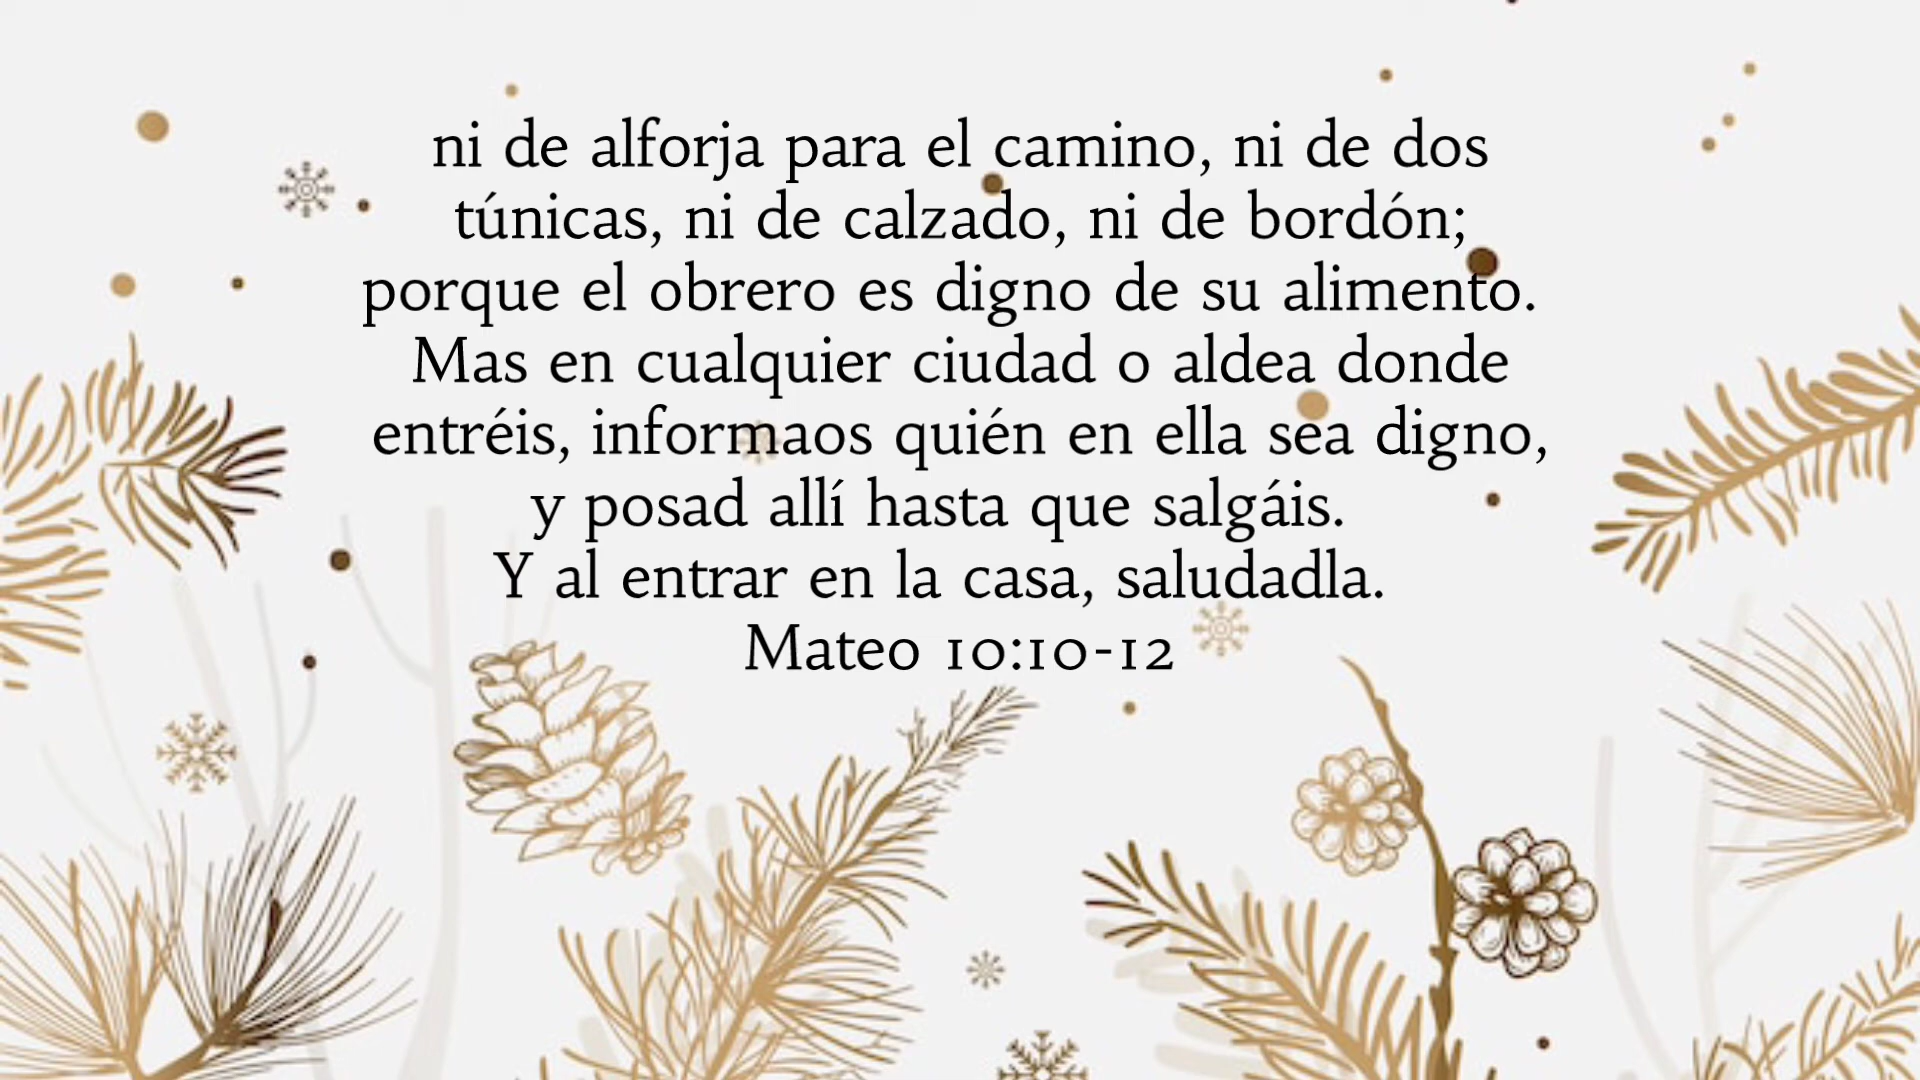 ni de alforja para el camino, ni de dos
túnicas, ni de calzado, ni de bordón;
porque el obrero es digno de su alimento.
Mas en cualquier ciudad o aldea donde
entréis, informaos quién en ella sea digno,
y posad allí hasta que salgáis.
Y al entrar en la casa, saludadla.
Mateo 10:10-12